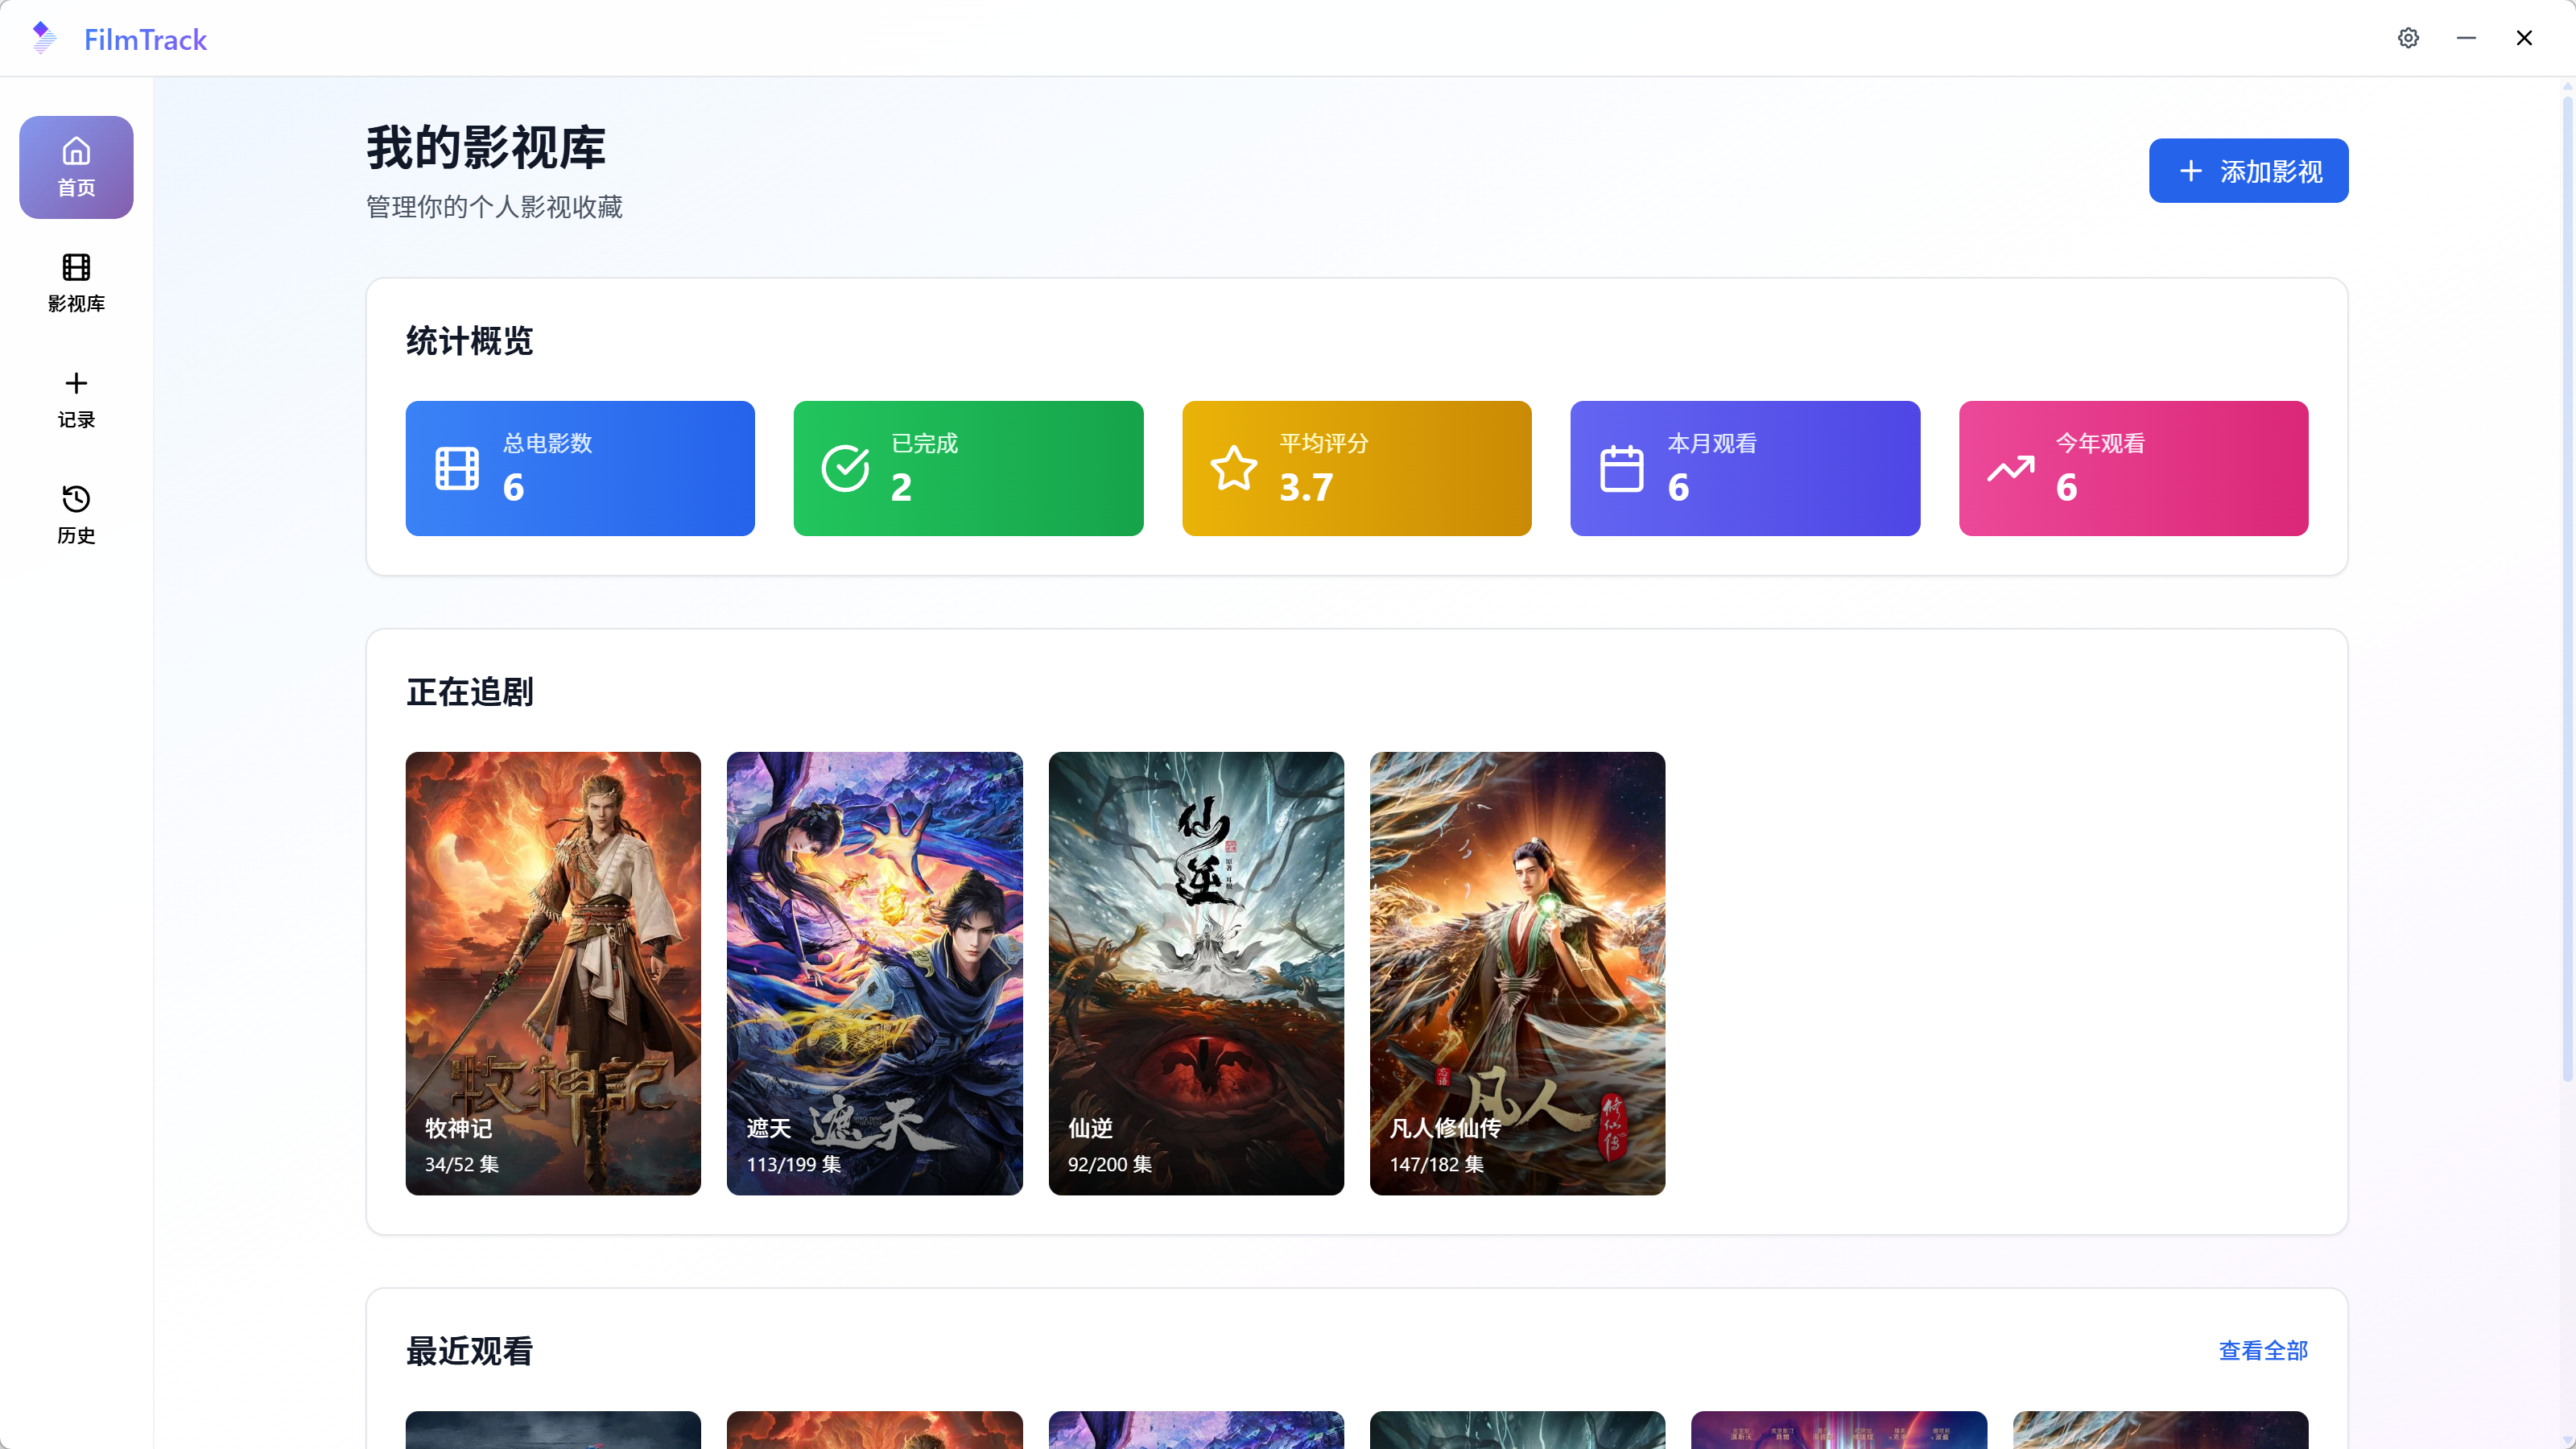 FilmTrack
首页
影视库
记录
历史
我的影视库
管理你的个人影视收藏
添加影视
统计概览
总电影数
6
已完成
2
平均评分
3.7
本月观看
6
今年观看
6
正在追剧
牧神記
牧神记
34/52 集
遮天
遮天
113/199 集
仙逆
仙逆
92/200 集
凡人
修仙传
凡人修仙传
147/182 集
最近观看
查看全部